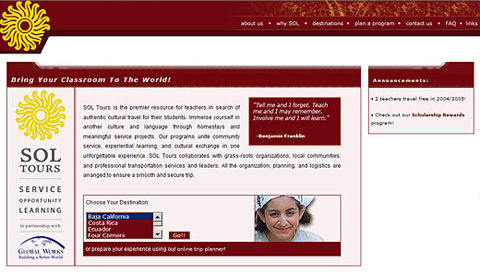 about us • why SOL • destinations • plan a program • contact us • FAQ • links
Bring Your Classroom To The World!
SOL
TOURS
SERVICE
OPPORTUNITY
LEARNING
in partnership with
GLOBAL WORKS
Building a Better World
SOL Tours is the premier resource for teachers in search of
authentic cultural travel for their students. Immerse yourself in
another culture and language through homestays and
meaningful service projects. Our programs unite community
service, experiential learning, and cultural exchange in one
unforgettable experience. SOL Tours collaborates with grass-roots organizations, local communities,
and professional transportation services and leaders. All the organization, planning, and logistics are
arranged to ensure a smooth and secure trip.
"Tell me and I forget. Teach
me and I may remember.
Involve me and I will learn."
~Benjamin Franklin
Choose Your Destination:
Baja California
Costa Rica
Ecuador
Four Corners
Go!!
or prepare your experience using our online trip planner!
Announcements:
• 2 teachers travel free in 2004/2005!
• Check out our Scholarship Rewards
program!